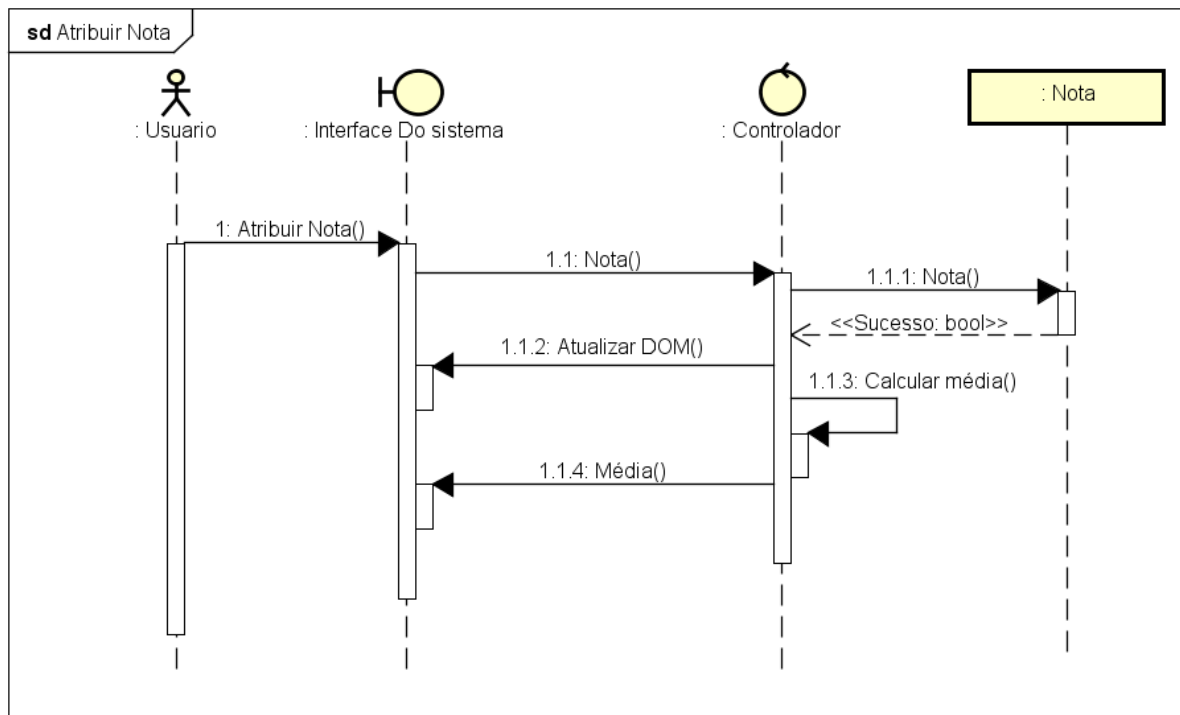 sd Atribuir Nota
: Usuario
: Interface Do sistema
: Controlador
: Nota
1: Atribuir Nota()
1.1: Nota()
1.1.1: Nota()
<<Sucesso: bool>>
1.1.2: Atualizar DOM()
1.1.3: Calcular média()
1.1.4: Média()